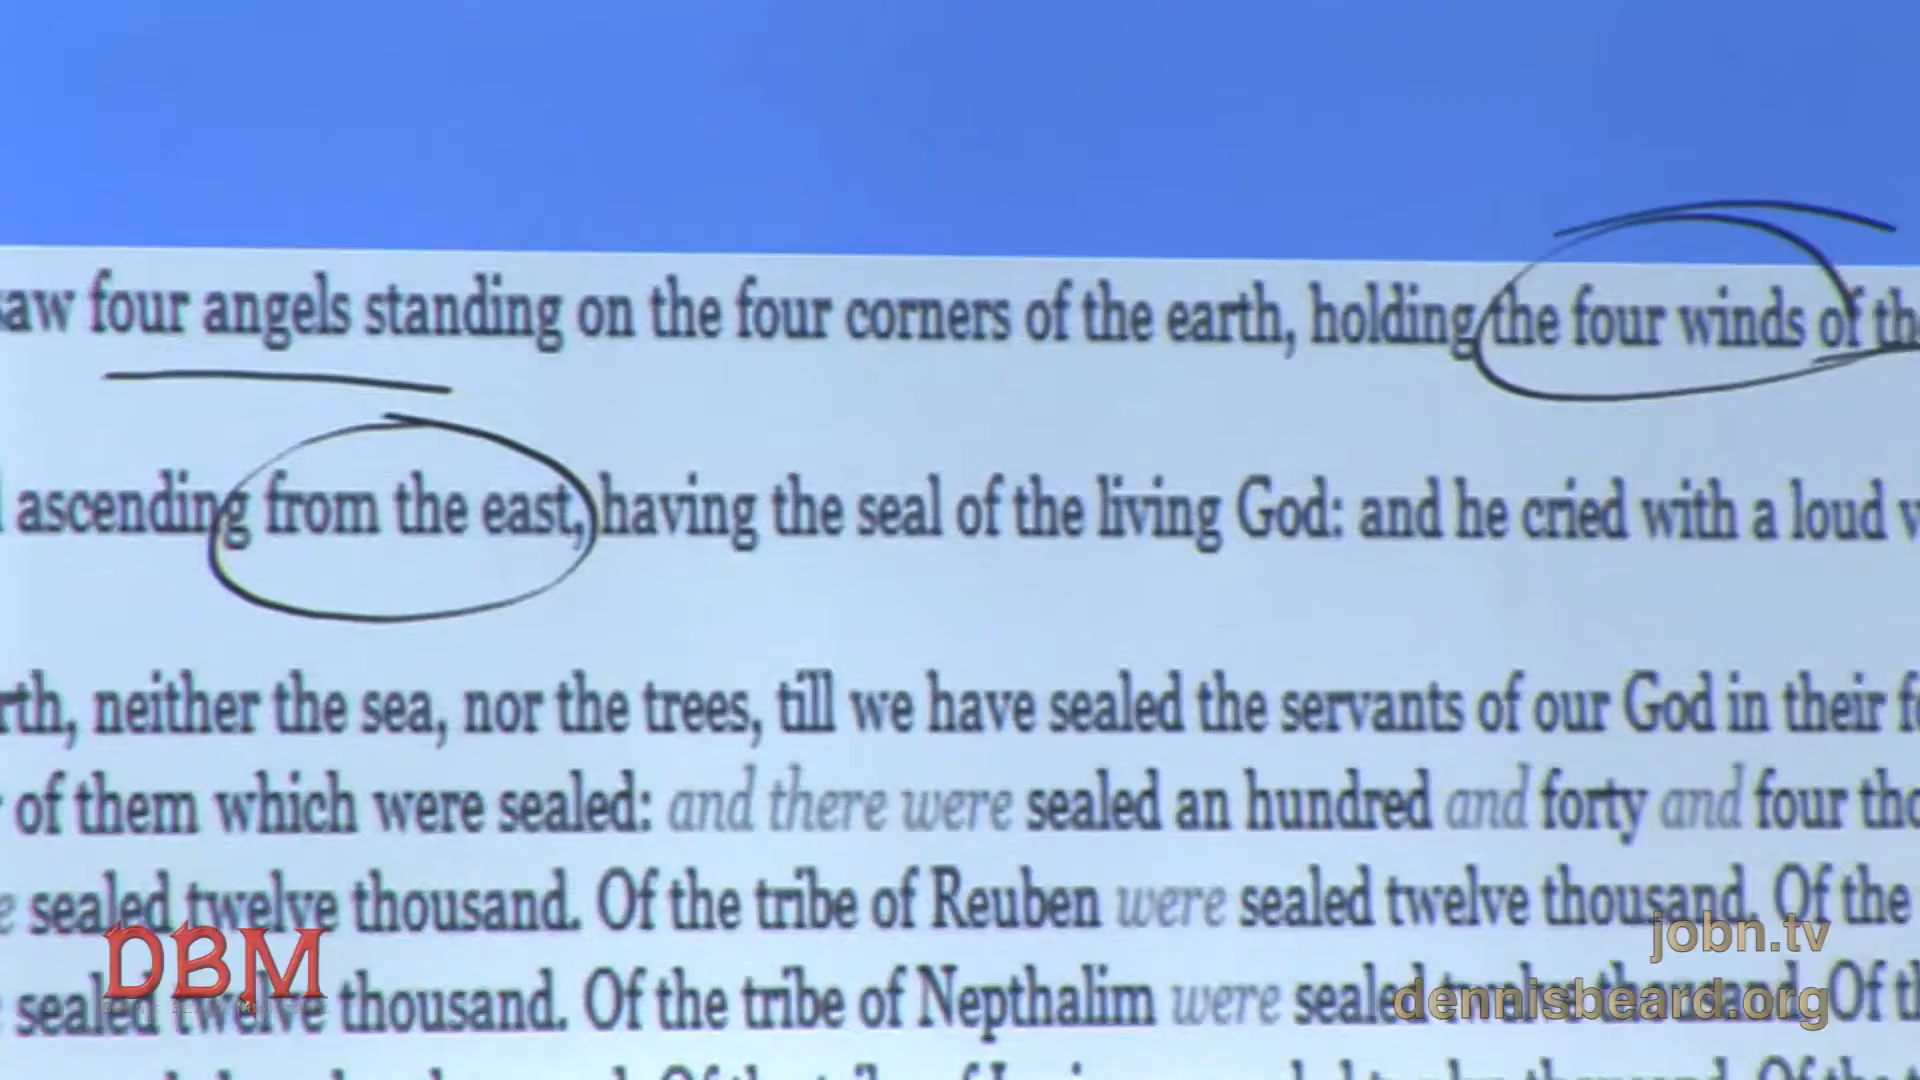 saw four angels standing on the four corners of the earth, holding the four winds of th
ascending from the east, having the seal of the living God: and he cried with a loud v
rth, neither the sea, nor the trees, till we have sealed the servants of our God in their f
of them which were sealed: and there were sealed an hundred and forty and four tho
e sealed twelve thousand. Of the tribe of Reuben were sealed twelve thousand. Of the
sealed twelve thousand. Of the tribe of Nepthalim were sealed twelve thousand. Of th
DBM
jobn.tv
dennisbeard.org